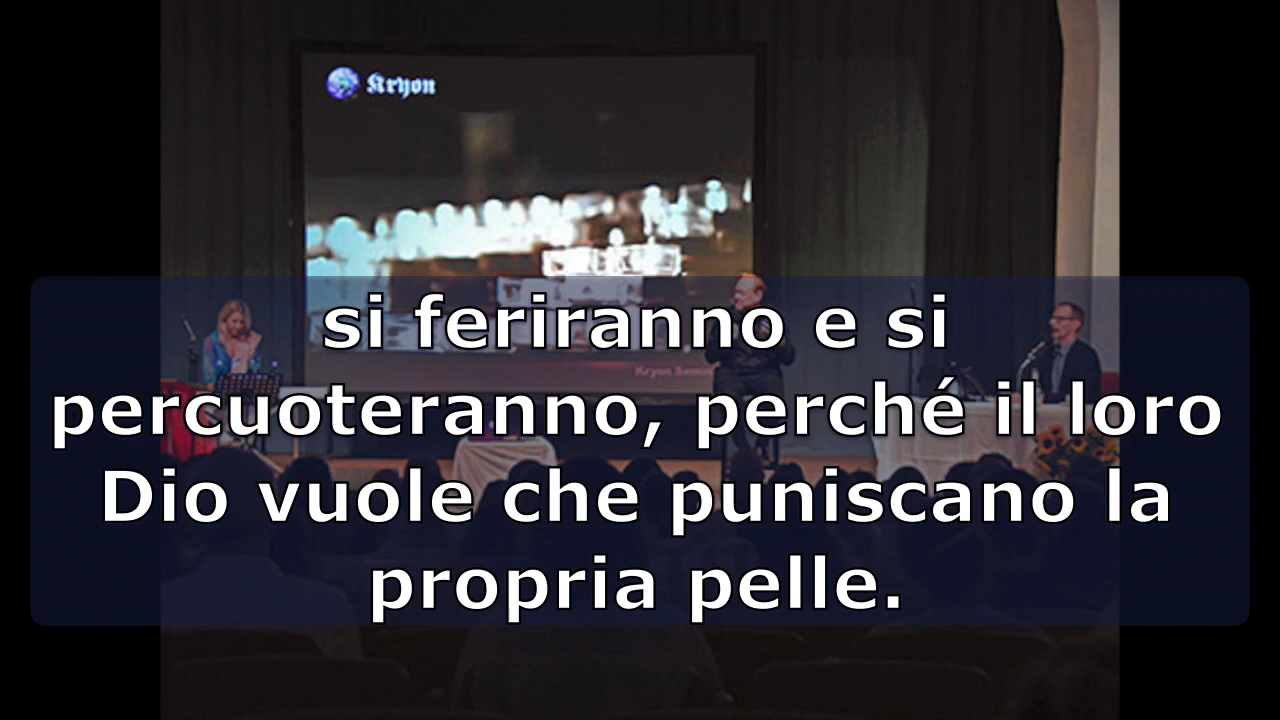 Kryon
si feriranno e si
percuoteranno, perché il loro
Dio vuole che puniscano la
propria pelle.